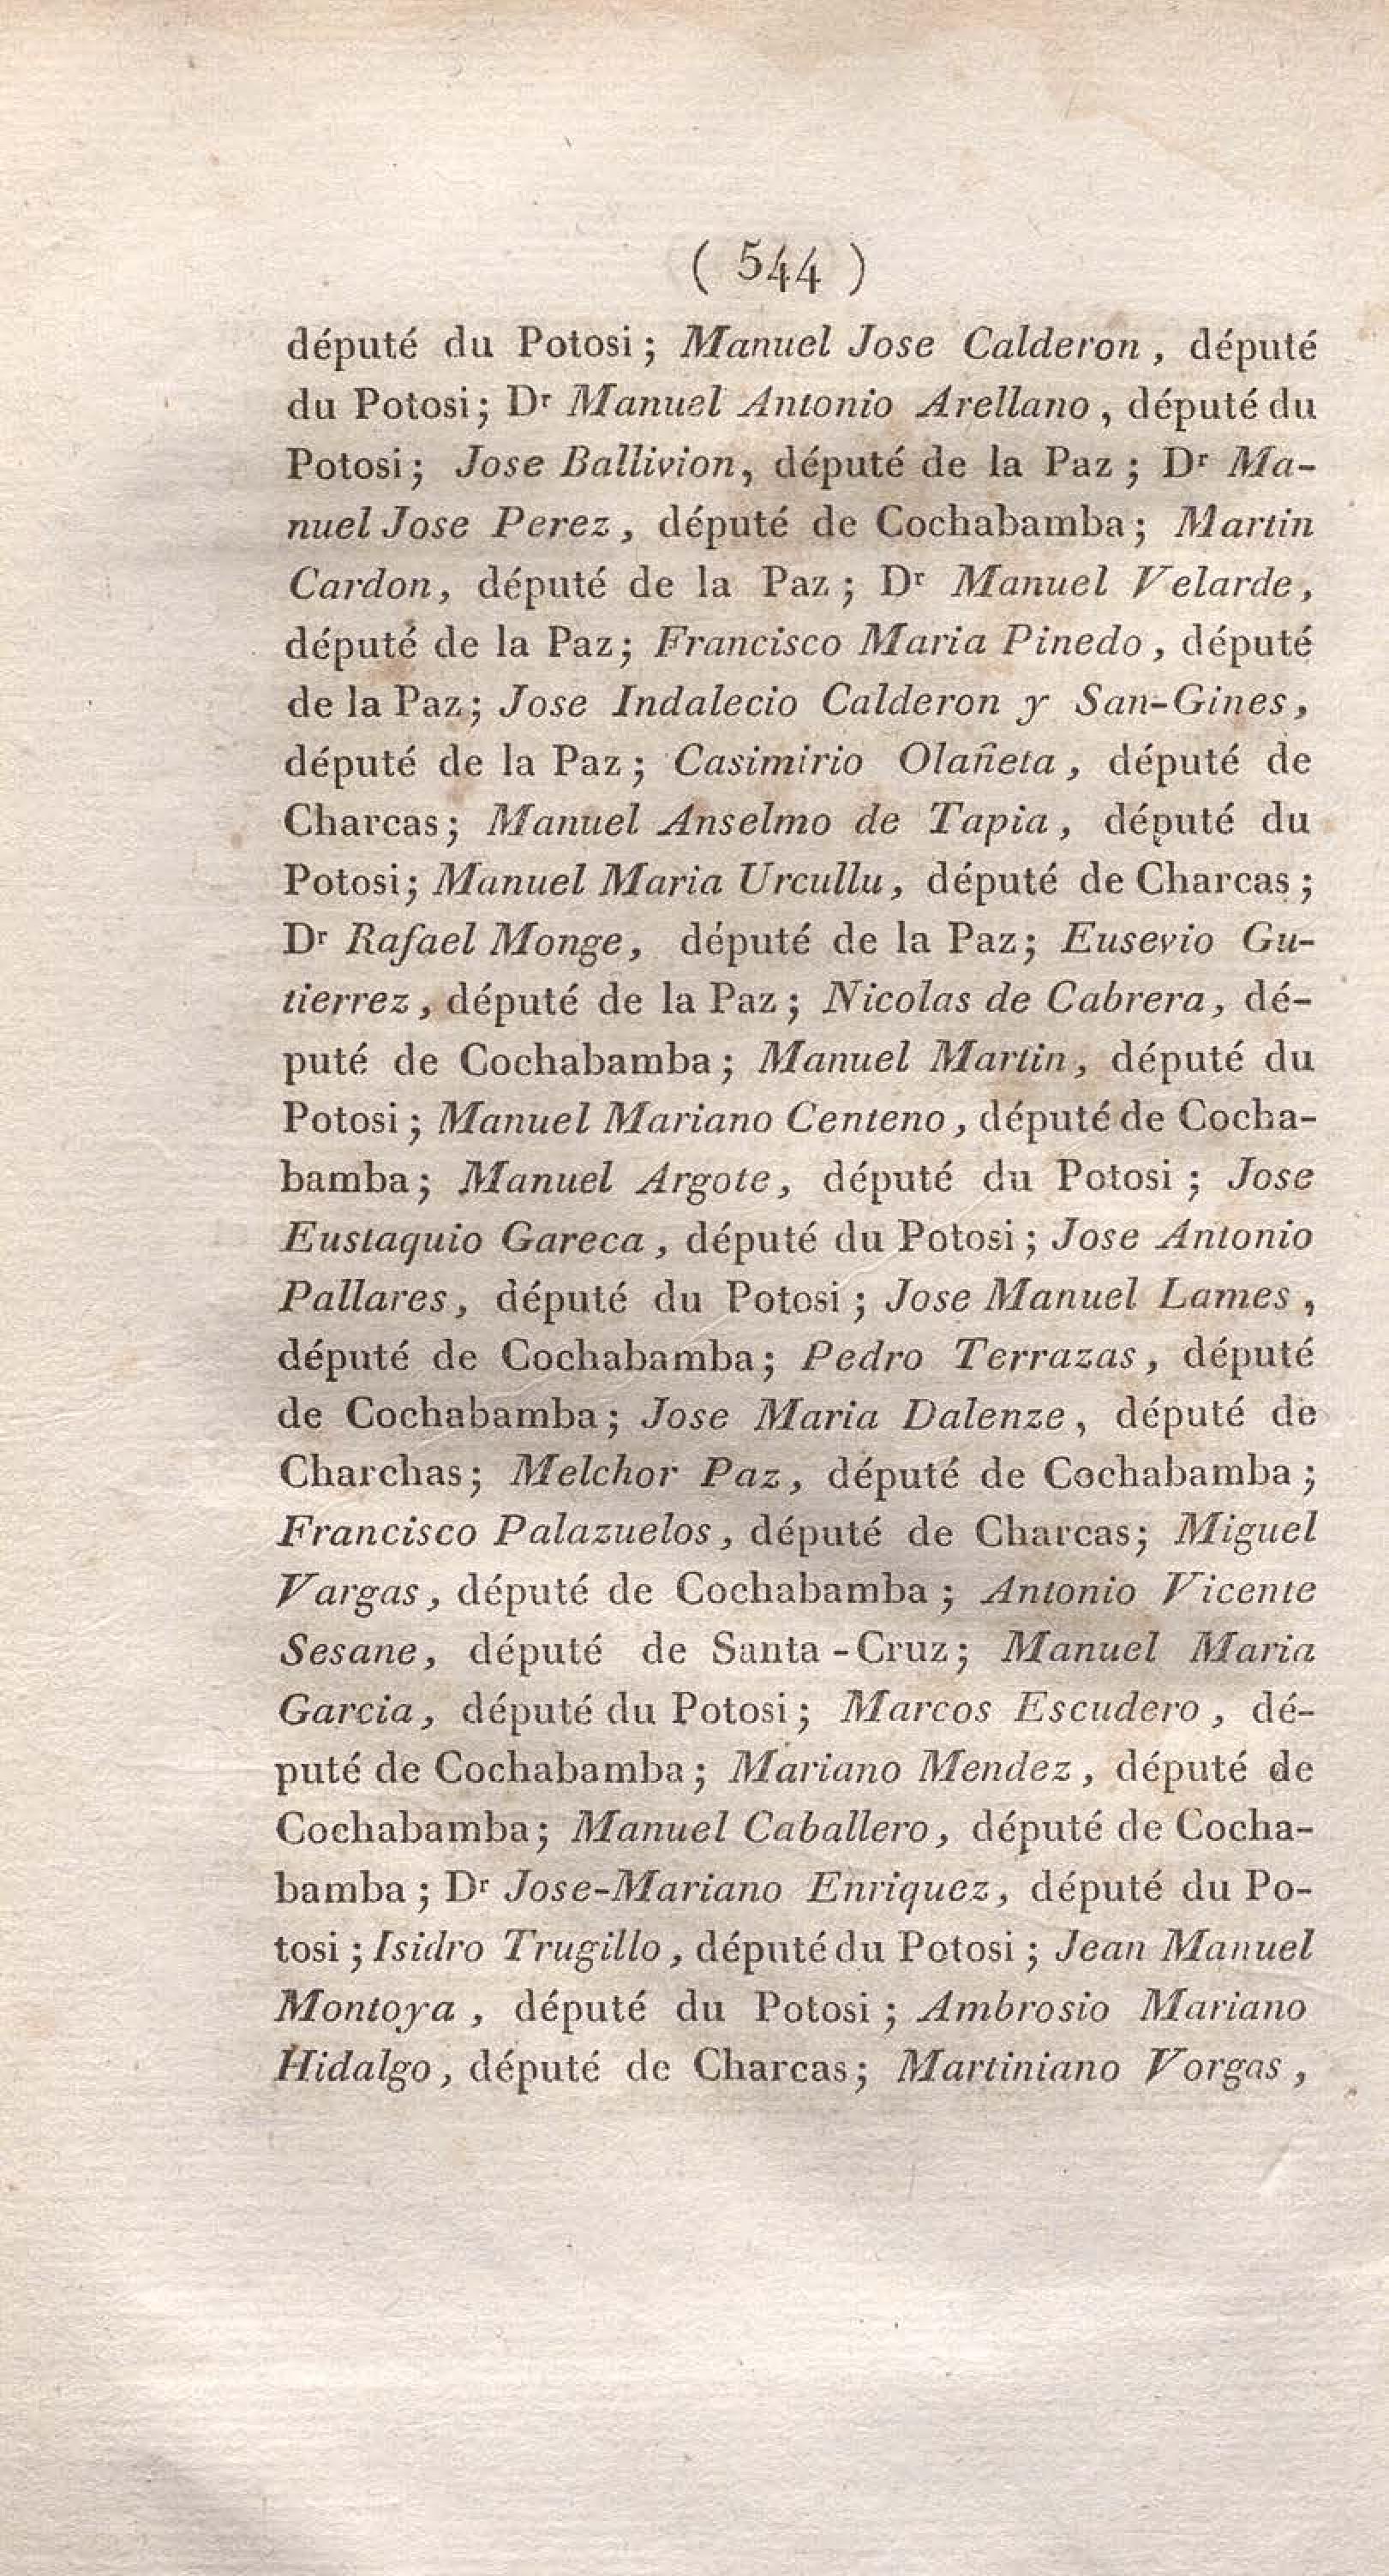 ( 544 )
député du Potosi ; Manuel Jose Calderon , député
du Potosi ; Dr Manuel Antonio Arellano , député du
Potosi ; Jose Ballivion, député de la Paz ; Dr Ma-
nuel Jose Perez , député de Cochabamba ; Martin
Cardon, député de la Paz ; Dr Manuel Velarde ,
député de la Paz ; Francisco Maria Pinedo , député
de la Paz ; Jose Indalecio Calderon y San-Gines ,
député de la Paz ; Casimirio Olañeta , député de
Charcas ; Manuel Anselmo de Tapia , député du
Potosi ; Manuel Maria Urcullu , député de Charcas ;
Dr Rafael Monge , député de la Paz ; Eusevio Gu-
tierrez , député de la Paz ; Nicolas de Cabrera , dé-
puté de Cochabamba ; Manuel Martin , député du
Potosi ; Manuel Mariano Centeno , député de Cocha-
bamba ; Manuel Argote , député du Potosi ; Jose
Eustaquio Gareca , député du Potosi ; Jose Antonio
Pallares , député du Potosi ; Jose Manuel Lames ,
député de Cochabamba ; Pedro Terrazas , député
de Cochabamba ; Jose Maria Dalenze , député de
Charchas ; Melchor Paz , député de Cochabamba ;
Francisco Palazuelos , député de Charcas ; Miguel
Vargas , député de Cochabamba ; Antonio Vicente
Sesane , député de Santa-Cruz ; Manuel Maria
Garcia , député du Potosi ; Marcos Escudero , dé-
puté de Cochabamba ; Mariano Mendez , député de
Cochabamba ; Manuel Caballero , député de Cocha-
bamba ; Dr Jose-Mariano Enriquez , député du Po-
tosi ; Isidro Trugillo , député du Potosi ; Jean Manuel
Montoya , député du Potosi ; Ambrosio Mariano
Hidalgo , député de Charcas ; Martiniano Vorgas ,